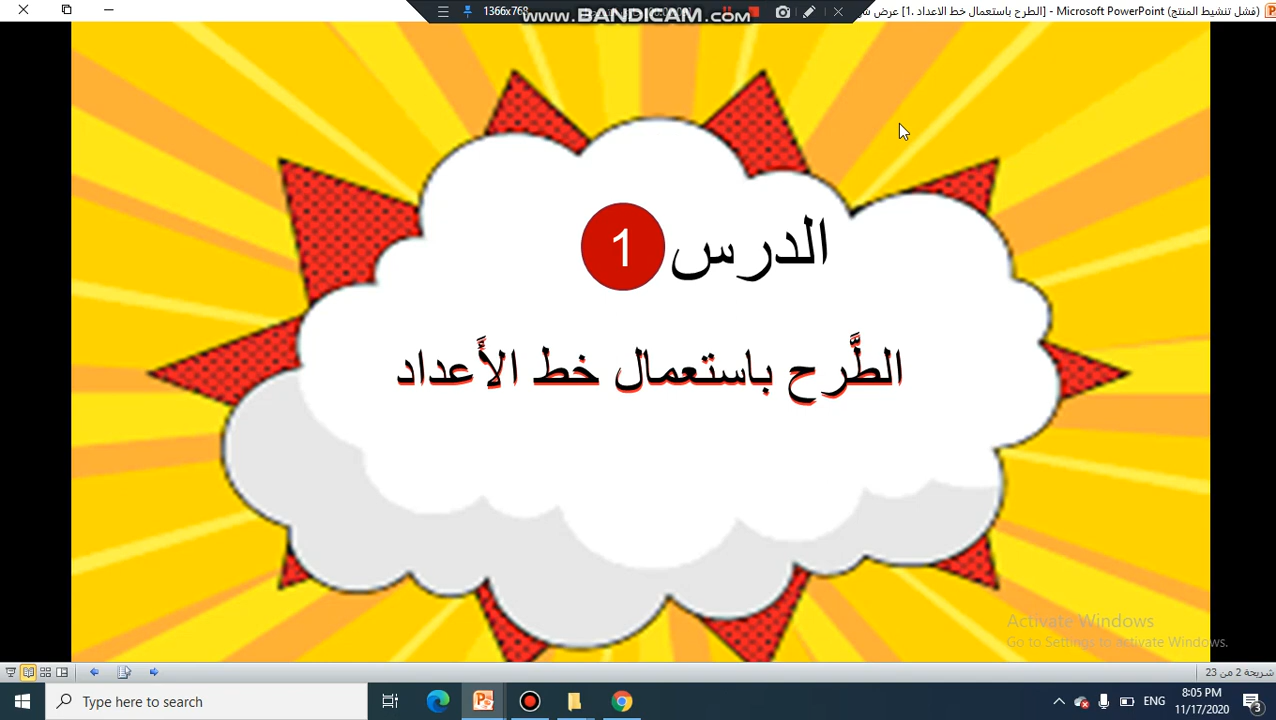 1366x768
www.BANDICAM.com
[الطرح باستعمال خط الاعداد .1] عرض - Microsoft PowerPoint (فشل تنشيط المنتج)
الدرس 1
الطَّرح باستعمال خط الأَعداد
Activate Windows
Go to Settings to activate Windows.
شريحة 2 من 23
Type here to search
ENG
8:05 PM
11/17/2020
3